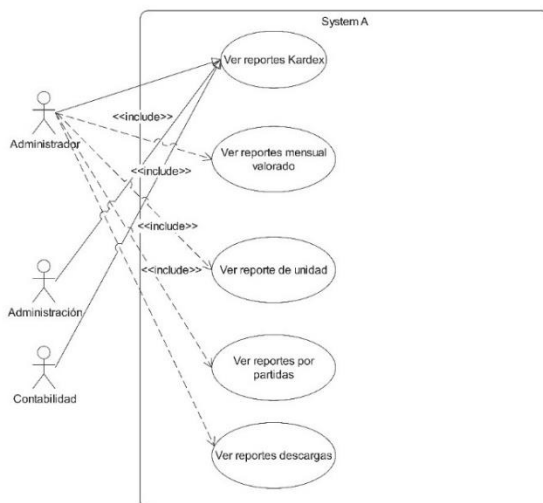 System A
Ver reportes Kardex
<<include>>
Administrador
Ver reportes mensual
valorado
<<include>>
<<include>>
<<include>>
Ver reporte de unidad
Administración
Ver reportes por
partidas
Contabilidad
Ver reportes descargas